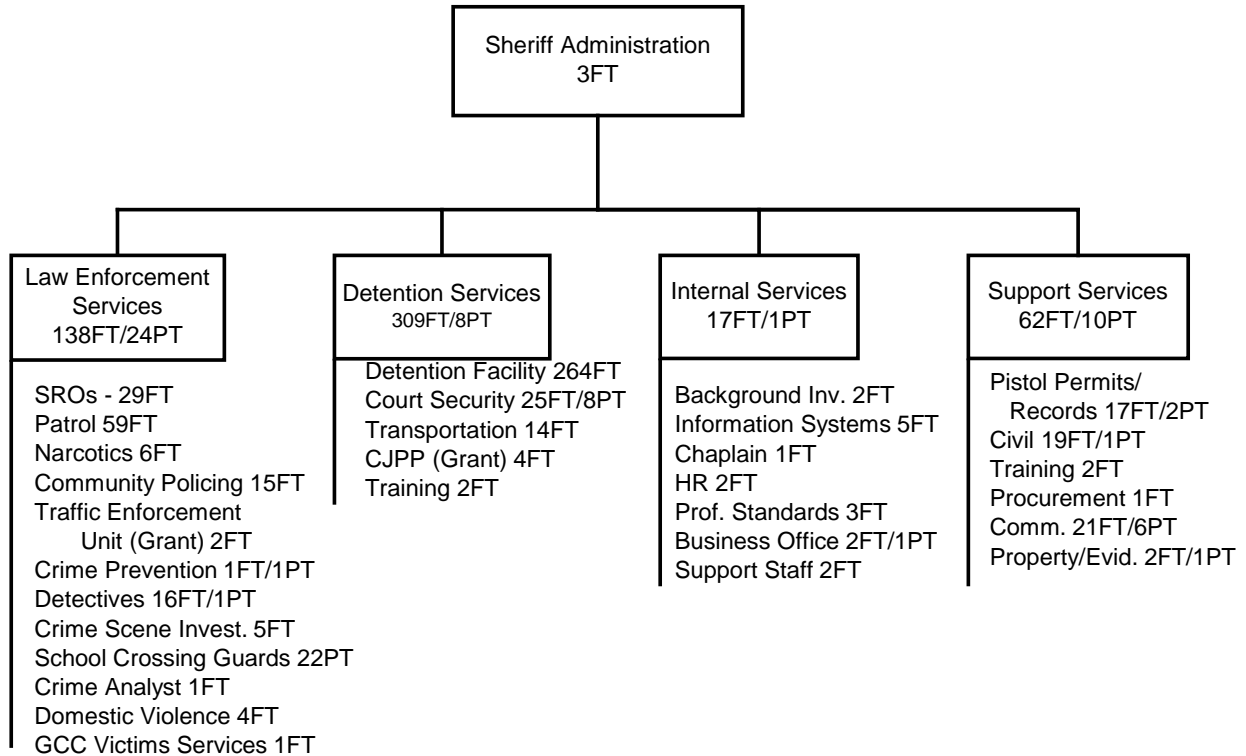 Sheriff Administration
3FT
Law Enforcement
Services
138FT/24PT
SROs - 29FT
Patrol 59FT
Narcotics 6FT
Community Policing 15FT
Traffic Enforcement
Unit (Grant) 2FT
Crime Prevention 1FT/1PT
Detectives 16FT/1PT
Crime Scene Invest. 5FT
School Crossing Guards 22PT
Crime Analyst 1FT
Domestic Violence 4FT
GCC Victims Services 1FT
Detention Services
309FT/8PT
Detention Facility 264FT
Court Security 25FT/8PT
Transportation 14FT
CJPP (Grant) 4FT
Training 2FT
Internal Services
17FT/1PT
Background Inv. 2FT
Information Systems 5FT
Chaplain 1FT
HR 2FT
Prof. Standards 3FT
Business Office 2FT/1PT
Support Staff 2FT
Support Services
62FT/10PT
Pistol Permits/
Records 17FT/2PT
Civil 19FT/1PT
Training 2FT
Procurement 1FT
Comm. 21FT/6PT
Property/Evid. 2FT/1PT